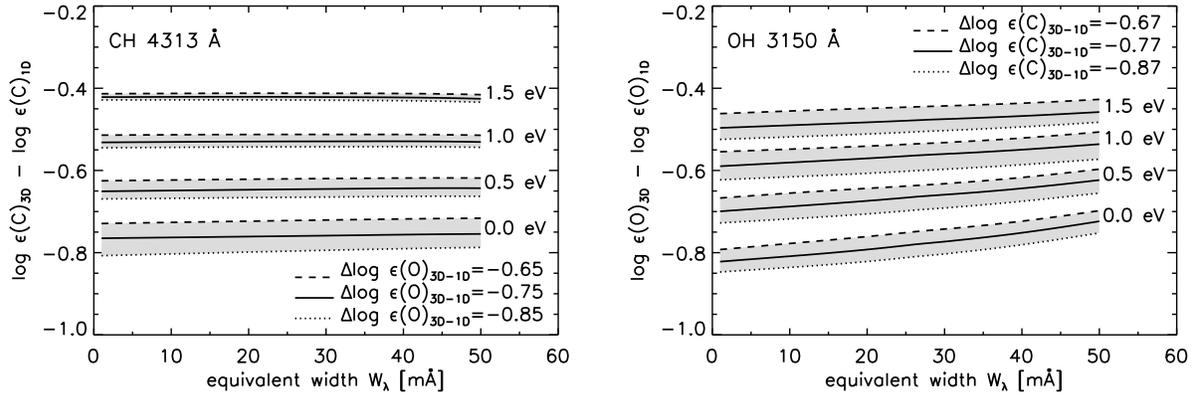 −0.2
−0.4
−0.6
−0.8
−1.0
log ε(C)3D − log ε(C)1D
CH 4313 Å
1.5 eV
1.0 eV
0.5 eV
0.0 eV
Δlog ε(O)3D−1D=−0.65
Δlog ε(O)3D−1D=−0.75
Δlog ε(O)3D−1D=−0.85
0 10 20 30 40 50 60
equivalent width Wλ [mÅ]
−0.2
−0.4
−0.6
−0.8
−1.0
log ε(O)3D − log ε(O)1D
OH 3150 Å
Δlog ε(C)3D−1D=−0.67
Δlog ε(C)3D−1D=−0.77
Δlog ε(C)3D−1D=−0.87
1.5 eV
1.0 eV
0.5 eV
0.0 eV
0 10 20 30 40 50 60
equivalent width Wλ [mÅ]